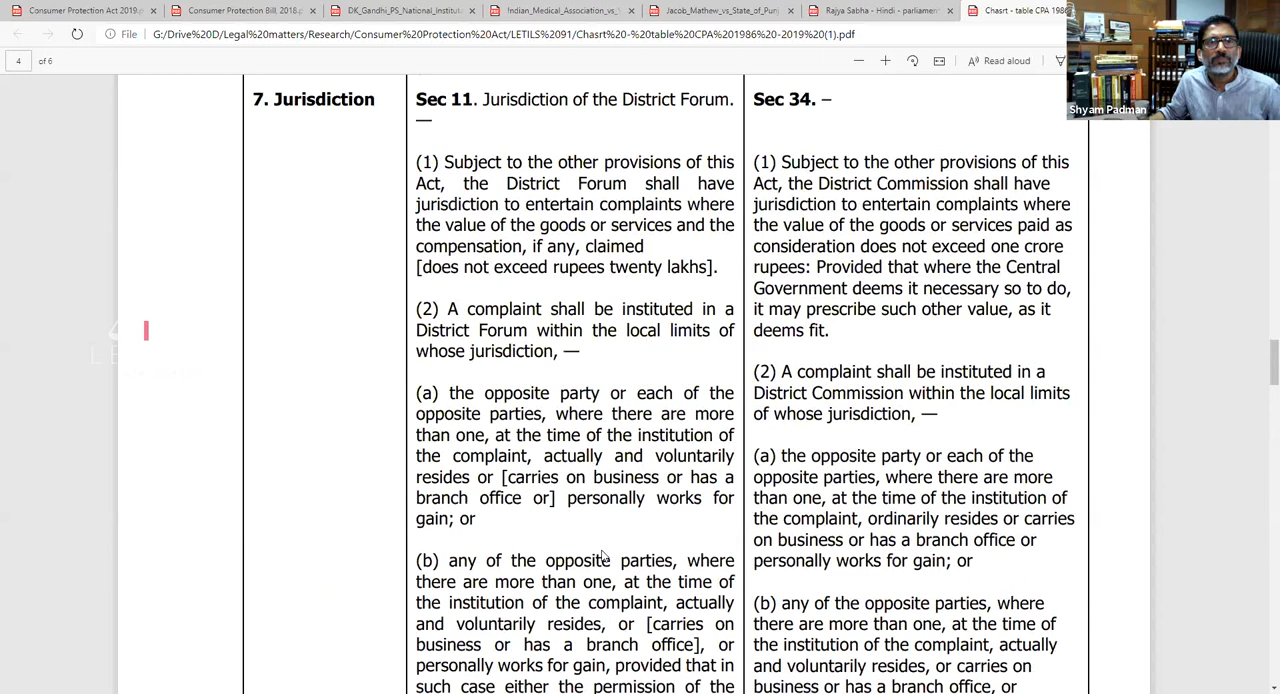 Consumer Protection Act 2019.
Consumer Protection Bill, 2018.p
DK_Gandhi_PS_National_Institut
Indian_Medical_Association_vs_
Jacob_Mathew_vs_State_of_Pun
Rajya Sabha - Hindi - parliamen
Chasrt - table CPA 1986
File
G:/Drive%20D/Legal%20matters/Research/Consumer%20Protection%20Act/LETILS%2091/Chasrt%20-%20table%20CPA%201986%20-2019%20(1).pdf
4 of 6
Read aloud
Shyam Padman
7. Jurisdiction
Sec 11. Jurisdiction of the District Forum.
—
(1) Subject to the other provisions of this
Act, the District Forum shall have
jurisdiction to entertain complaints where
the value of the goods or services and the
compensation, if any, claimed
[does not exceed rupees twenty lakhs].
(2) A complaint shall be instituted in a
District Forum within the local limits of
whose jurisdiction, —
(a) the opposite party or each of the
opposite parties, where there are more
than one, at the time of the institution of
the complaint, actually and voluntarily
resides or [carries on business or has a
branch office or] personally works for
gain; or
(b) any of the opposite parties, where
there are more than one, at the time of
the institution of the complaint, actually
and voluntarily resides, or [carries on
business or has a branch office], or
personally works for gain, provided that in
such case either the permission of the
Sec 34. –
(1) Subject to the other provisions of this
Act, the District Commission shall have
jurisdiction to entertain complaints where
the value of the goods or services paid as
consideration does not exceed one crore
rupees: Provided that where the Central
Government deems it necessary so to do,
it may prescribe such other value, as it
deems fit.
(2) A complaint shall be instituted in a
District Commission within the local limits
of whose jurisdiction, —
(a) the opposite party or each of the
opposite parties, where there are more
than one, at the time of the institution of
the complaint, ordinarily resides or carries
on business or has a branch office or
personally works for gain; or
(b) any of the opposite parties, where
there are more than one, at the time of
the institution of the complaint, actually
and voluntarily resides, or carries on
business or has a branch office, or